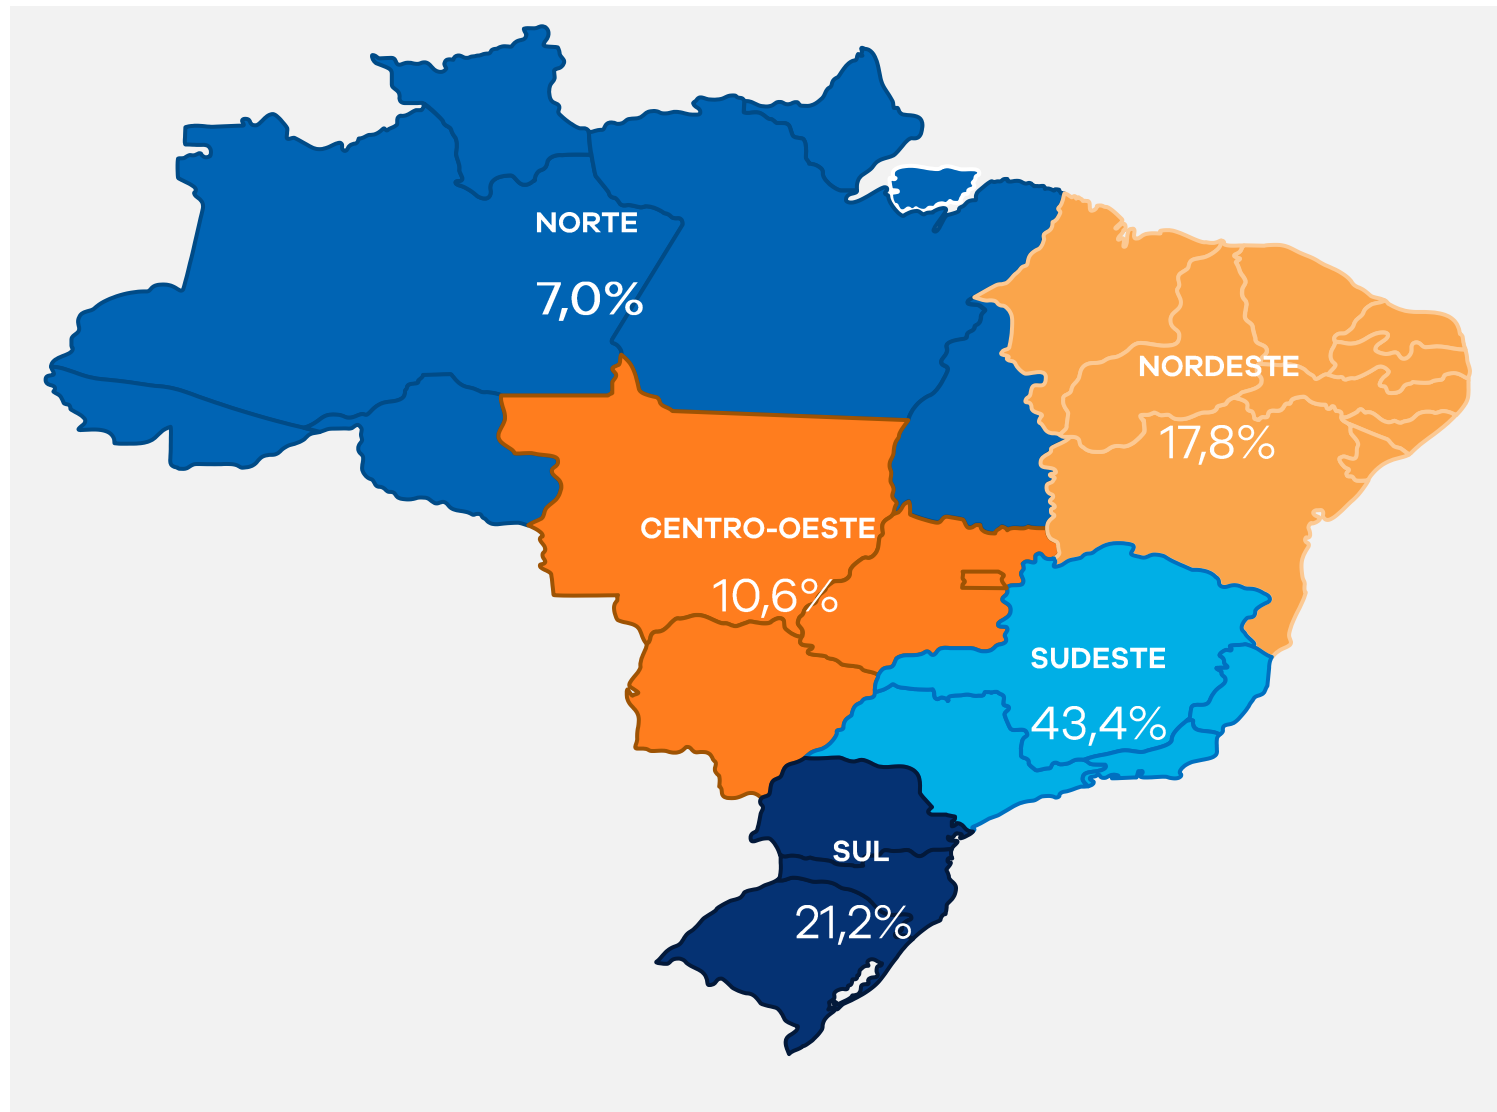 NORTE
7,0%
NORDESTE
17,8%
CENTRO-OESTE
10,6%
SUDESTE
43,4%
SUL
21,2%